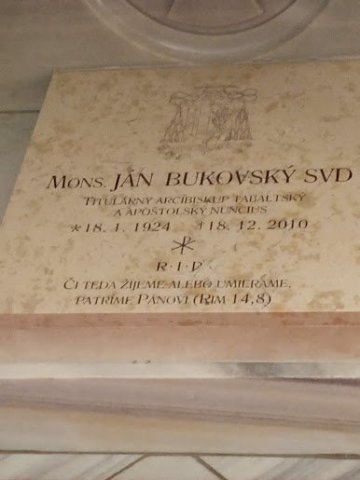 Mons. JÁN BUKOVSKÝ SVD
Titulárny arcibiskup tabaltský
a apoštolský nuncius
*18. 1. 1924 †18. 12. 2010
R · I · P
Či teda žijeme alebo umierame,
patríme Pánovi (Rim 14,8)